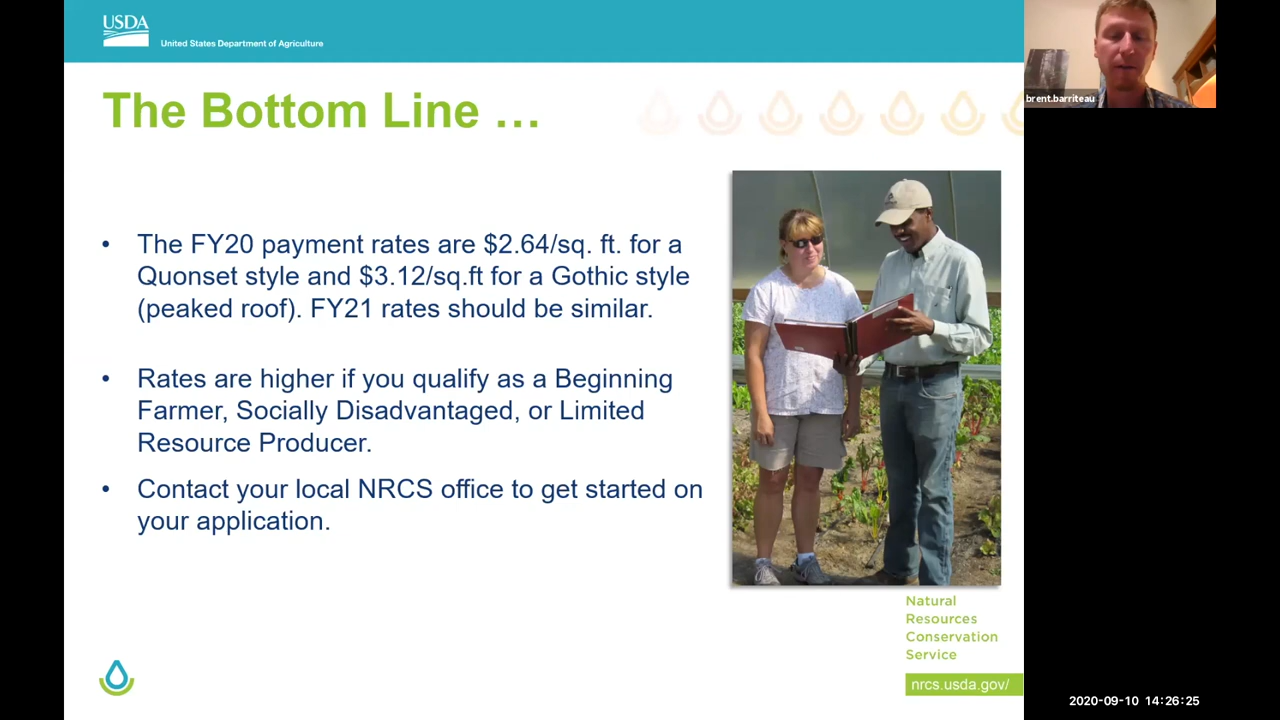 USDA
United States Department of Agriculture
brent.barriteau
The Bottom Line …
• The FY20 payment rates are $2.64/sq. ft. for a
Quonset style and $3.12/sq.ft for a Gothic style
(peaked roof). FY21 rates should be similar.
• Rates are higher if you qualify as a Beginning
Farmer, Socially Disadvantaged, or Limited
Resource Producer.
• Contact your local NRCS office to get started on
your application.
Natural
Resources
Conservation
Service
nrcs.usda.gov/
2020-09-10 14:26:25